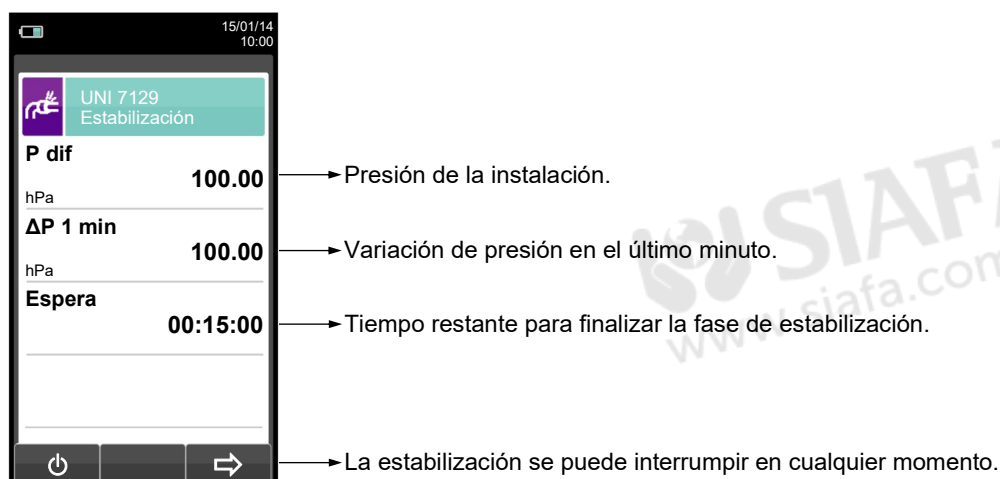 15/01/14
10:00
UNI 7129
Estabilización
P dif
100.00
hPa
Presión de la instalación.
ΔP 1 min
100.00
hPa
Variación de presión en el último minuto.
Espera
00:15:00
Tiempo restante para finalizar la fase de estabilización.
La estabilización se puede interrumpir en cualquier momento.
SIAFA
www.siafa.com